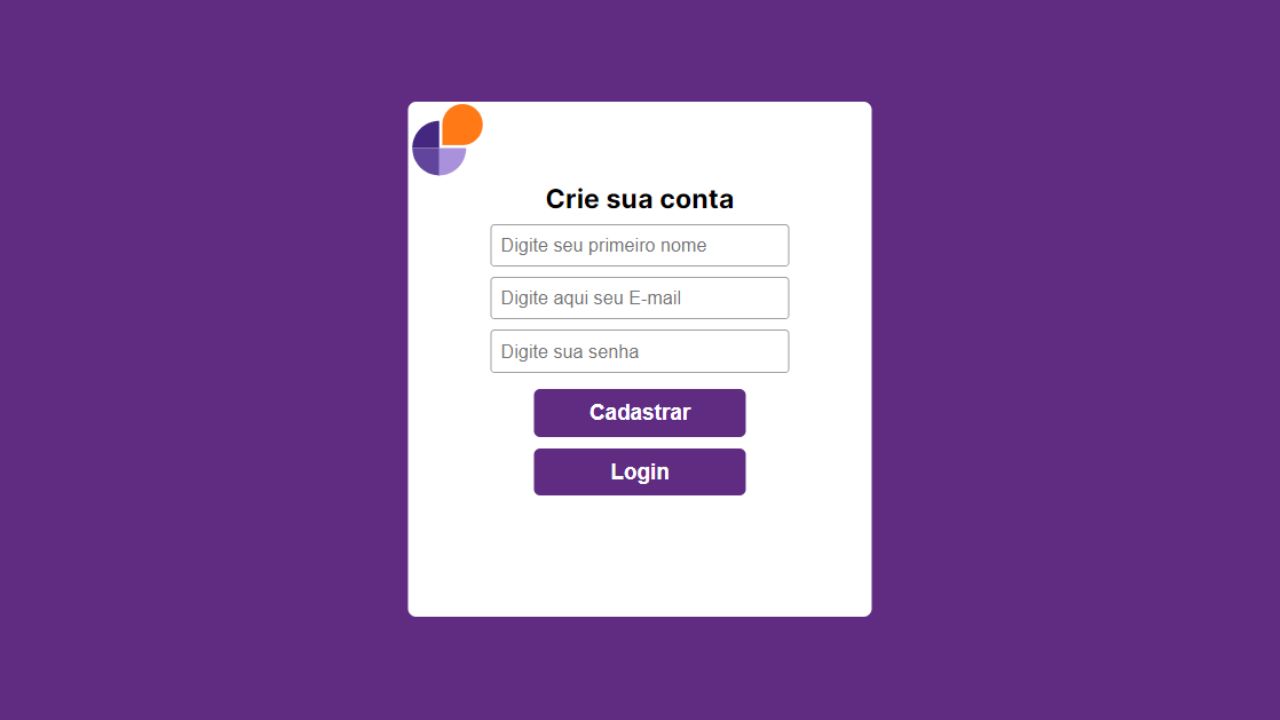 Crie sua conta
Digite seu primeiro nome
Digite aqui seu E-mail
Digite sua senha
Cadastrar
Login